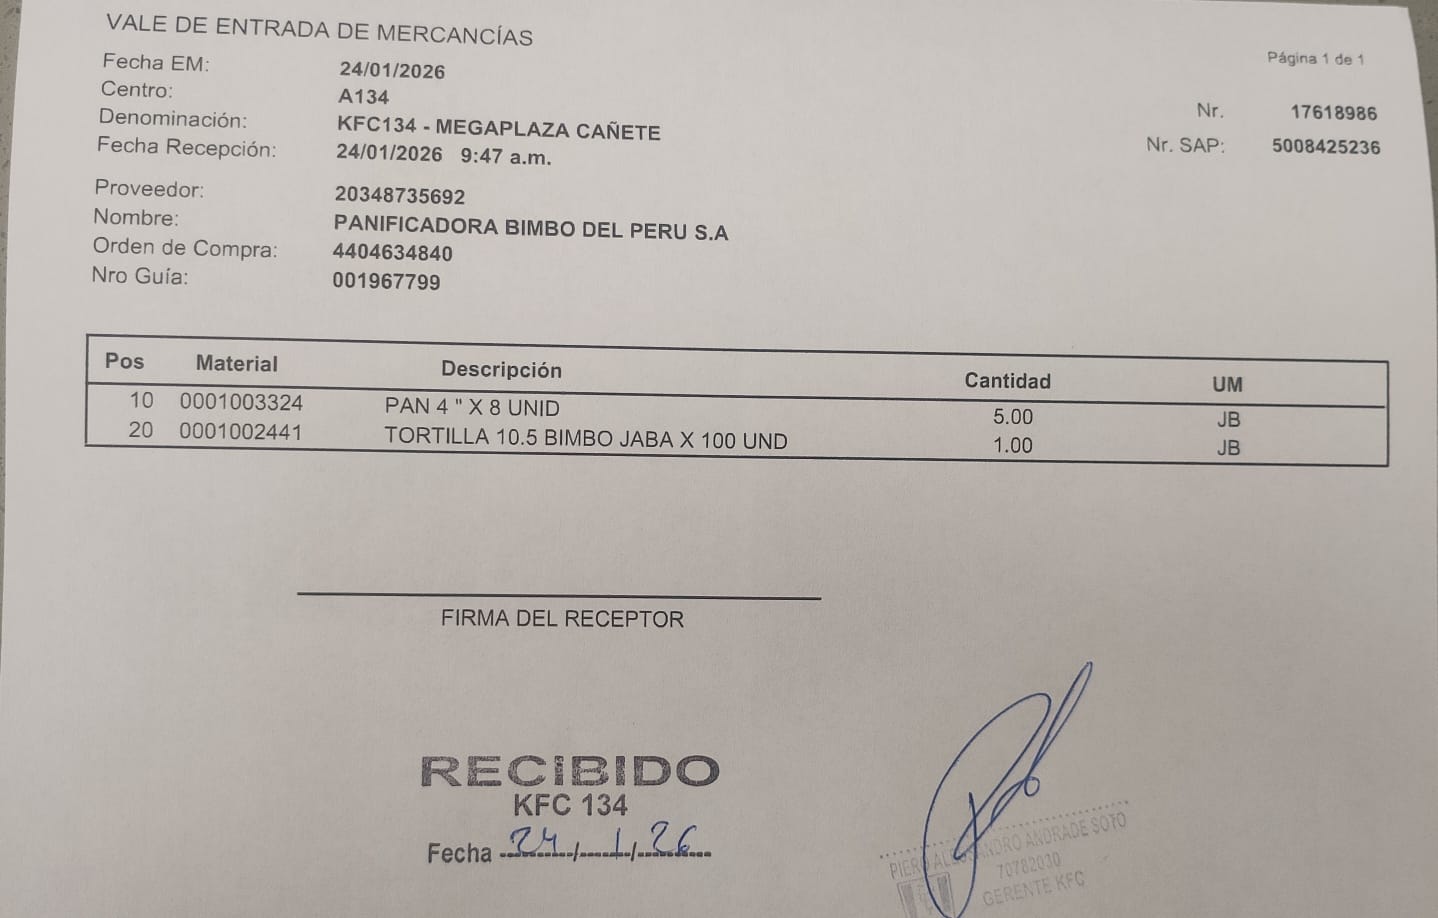 VALE DE ENTRADA DE MERCANCÍAS
Página 1 de 1
Fecha EM: 24/01/2026
Centro: A134
Nr. 17618986
Denominación: KFC134 - MEGAPLAZA CAÑETE
Nr. SAP: 5008425236
Fecha Recepción: 24/01/2026 9:47 a.m.
Proveedor: 20348735692
Nombre: PANIFICADORA BIMBO DEL PERU S.A
Orden de Compra: 4404634840
Nro Guía: 001967799
Pos Material Descripción Cantidad UM
10 0001003324 PAN 4 " X 8 UNID 5.00 JB
20 0001002441 TORTILLA 10.5 BIMBO JABA X 100 UND 1.00 JB
FIRMA DEL RECEPTOR
RECIBIDO
KFC 134
Fecha 24/1/26
PIERO ALESSANDRO ANDRADE SOTO
70782030
GERENTE KFC